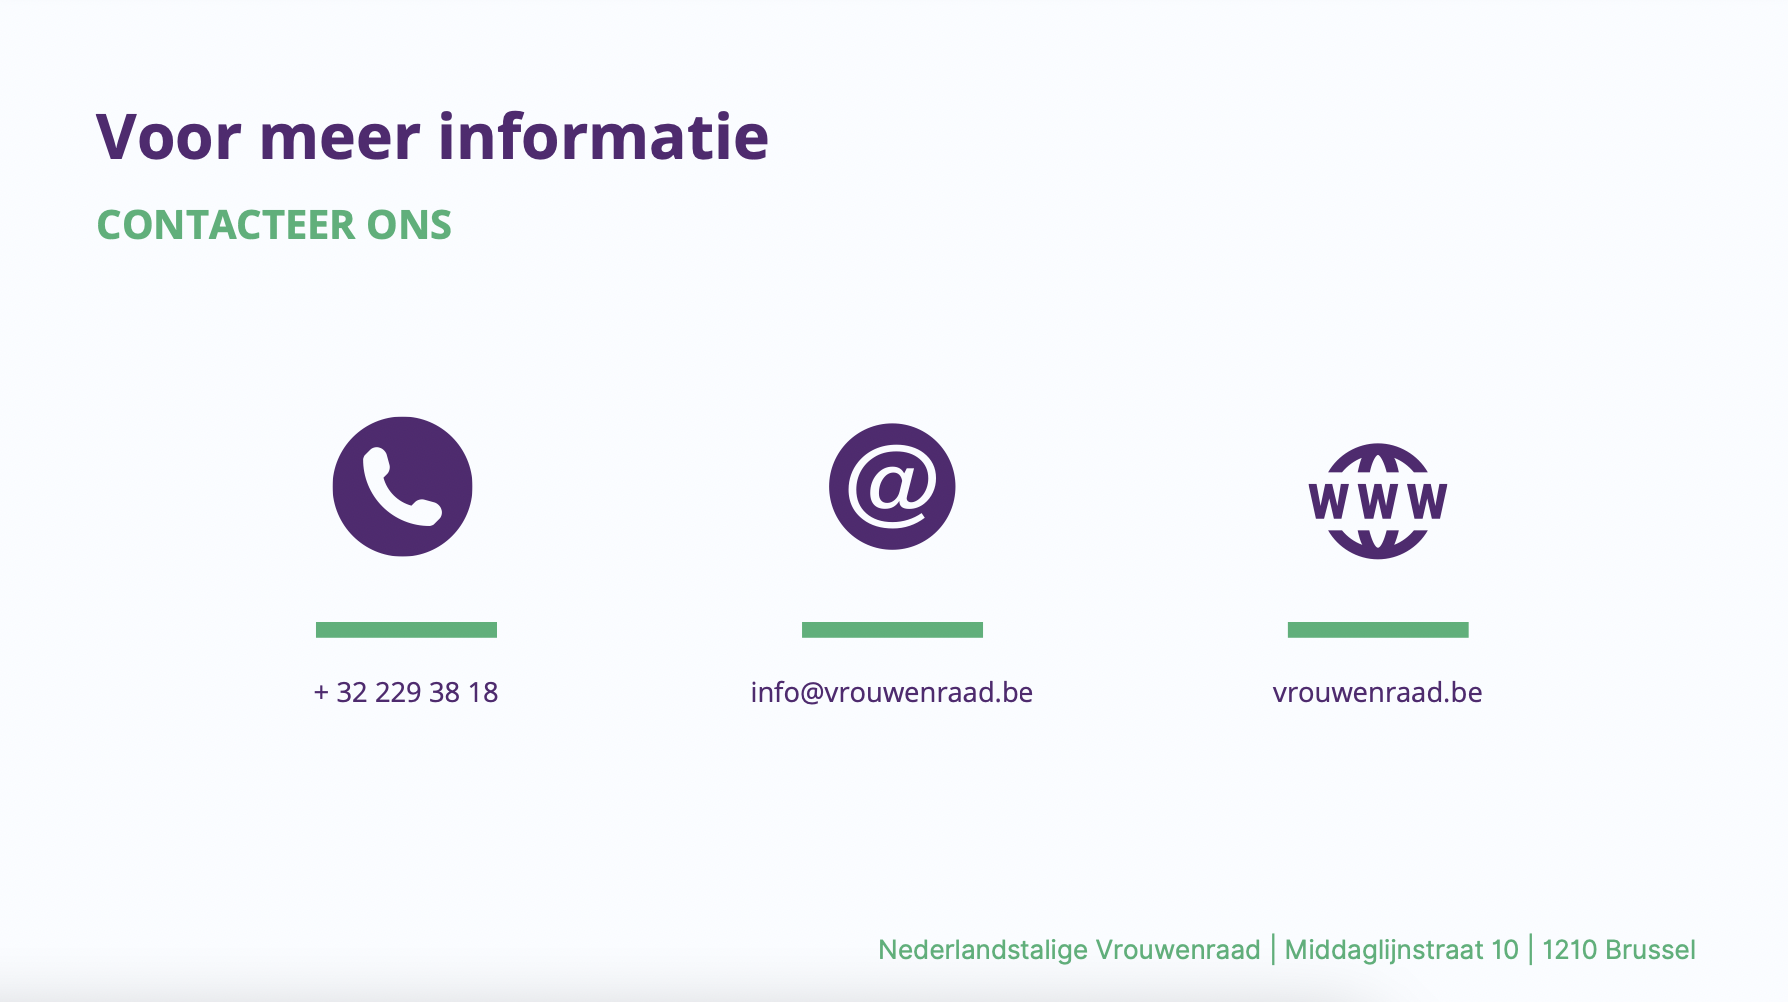 Voor meer informatie
CONTACTEER ONS
@
WWW
+ 32 229 38 18
info@vrouwenraad.be
vrouwenraad.be
Nederlandstalige Vrouwenraad | Middaglijnstraat 10 | 1210 Brussel